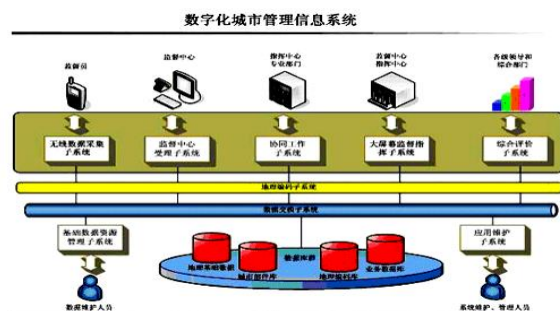 数字化城市管理信息系统
监督员
监督中心
指挥中心
专业部门
监督中心
指挥中心
各级领导和
综合部门
无线数据采集
子系统
监督中心
受理子系统
协同工作
子系统
大屏幕监督指
挥子系统
综合评价
子系统
地理编码子系统
数据交换子系统
基础数据资源
管理子系统
应用维护
子系统
数据库群
地理基础数据
城市部件库
地理编码库
业务数据库
数据维护人员
系统维护、管理人员